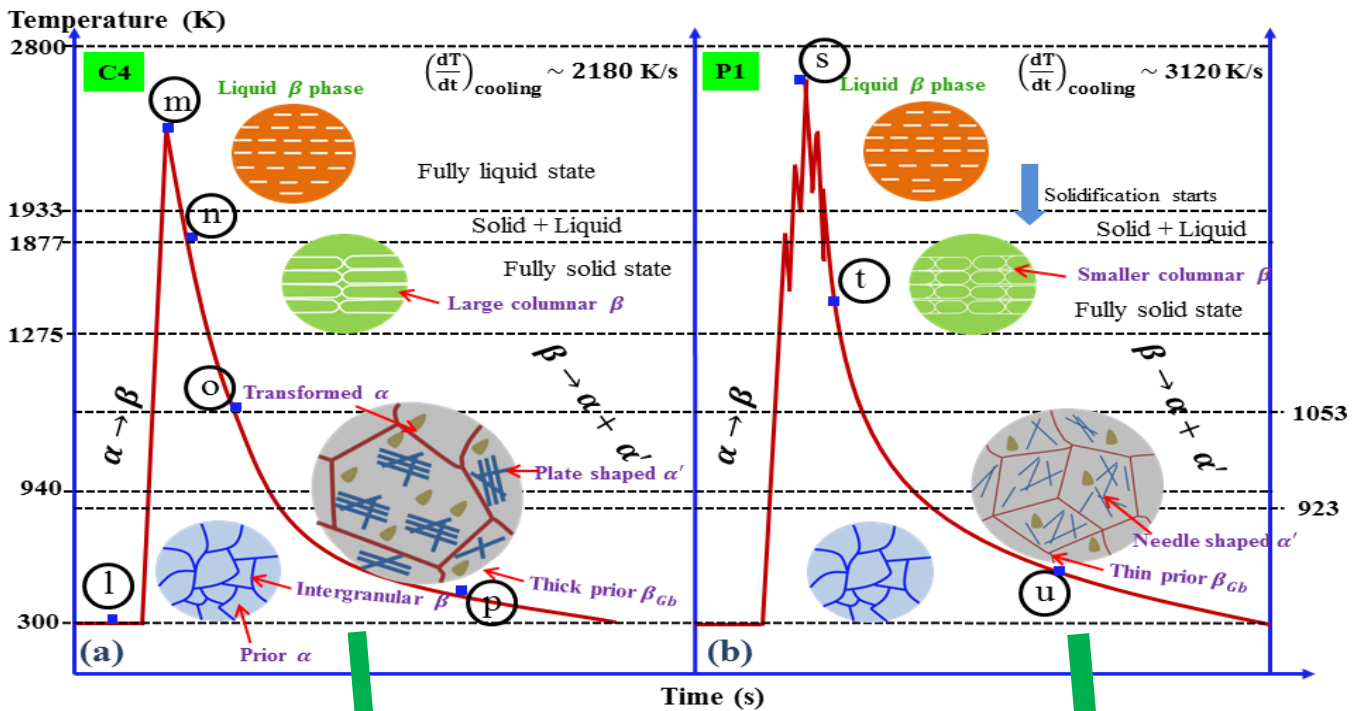 Temperature (K)
2800
1933
1877
1275
940
300
C4
(dT/dt)cooling ~ 2180 K/s
m
Liquid β phase
Fully liquid state
n
Solid + Liquid
Fully solid state
Large columnar β
α → β
o
Transformed α
β → α + α′
Plate shaped α′
l
Intergranular β
Prior α
Thick prior βGb
p
(a)
P1
s
(dT/dt)cooling ~ 3120 K/s
Liquid β phase
Solidification starts
Solid + Liquid
t
Smaller columnar β
Fully solid state
α → β
β → α + α′
1053
923
Needle shaped α′
Thin prior βGb
u
(b)
Time (s)